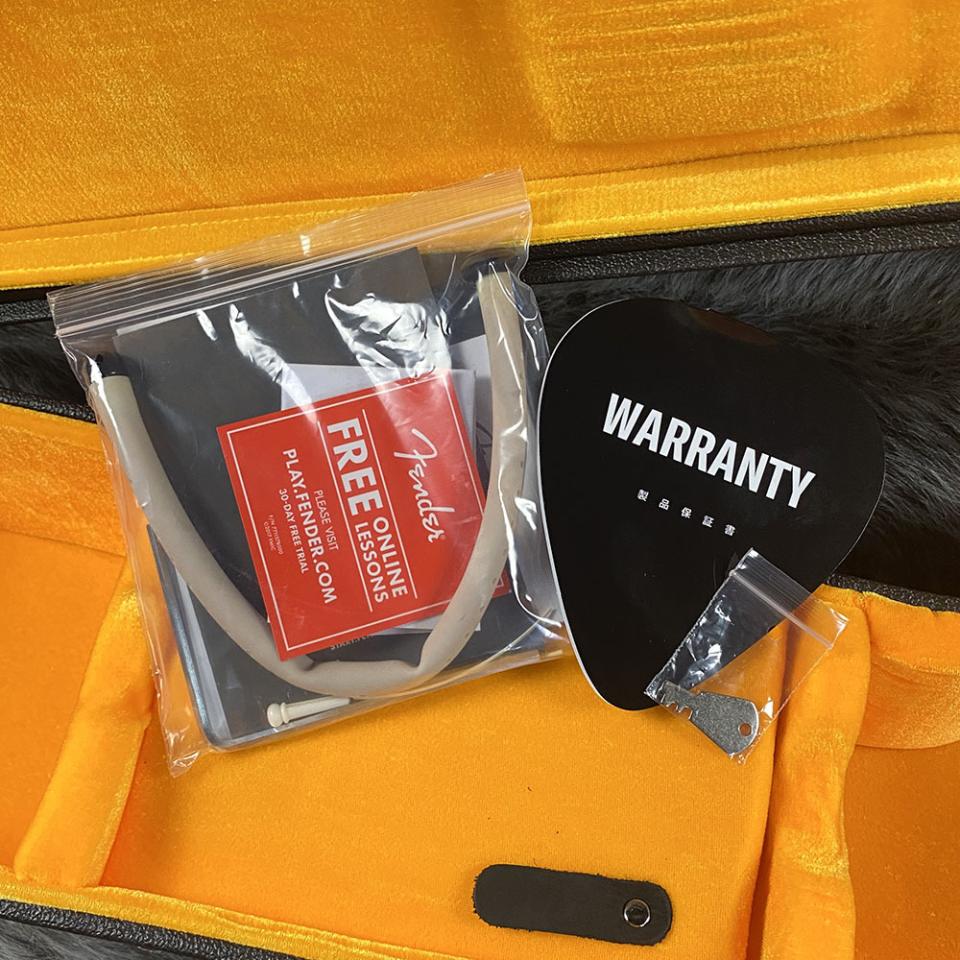 Fender
FREE ONLINE LESSONS
PLEASE VISIT
PLAY.FENDER.COM
30-DAY FREE TRIAL
WARRANTY
製品保証書